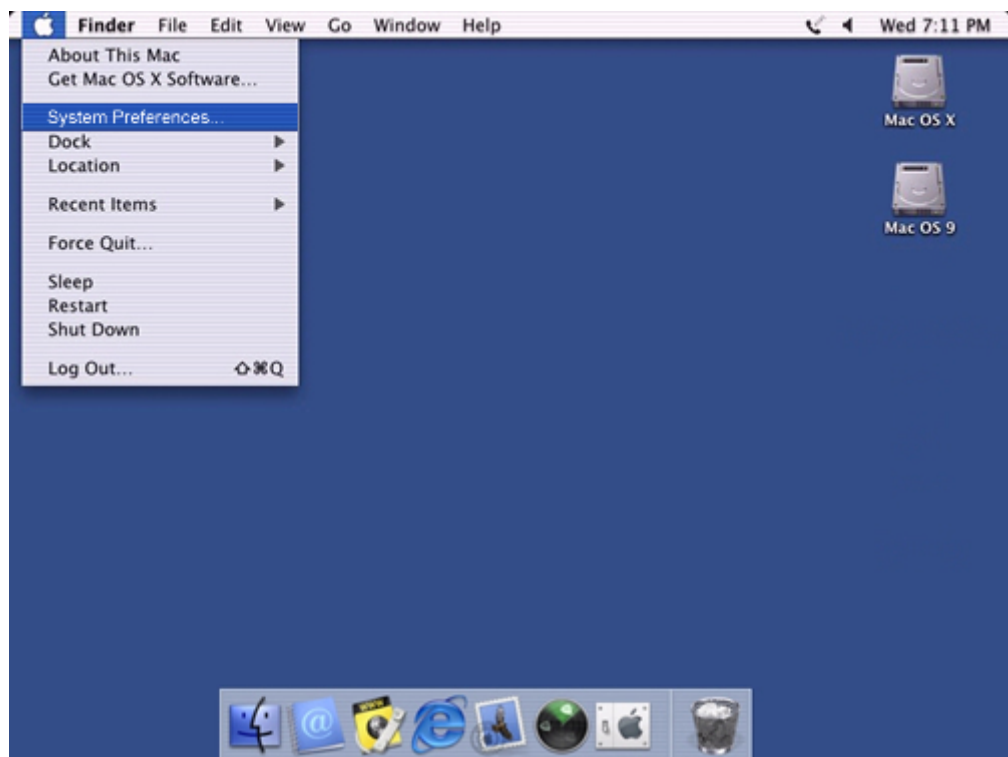 Finder File Edit View Go Window Help Wed 7:11 PM
About This Mac
Get Mac OS X Software...
System Preferences...
Dock
Location
Recent Items
Force Quit...
Sleep
Restart
Shut Down
Log Out... ⇧⌘Q
Mac OS X
Mac OS 9
WWW
@